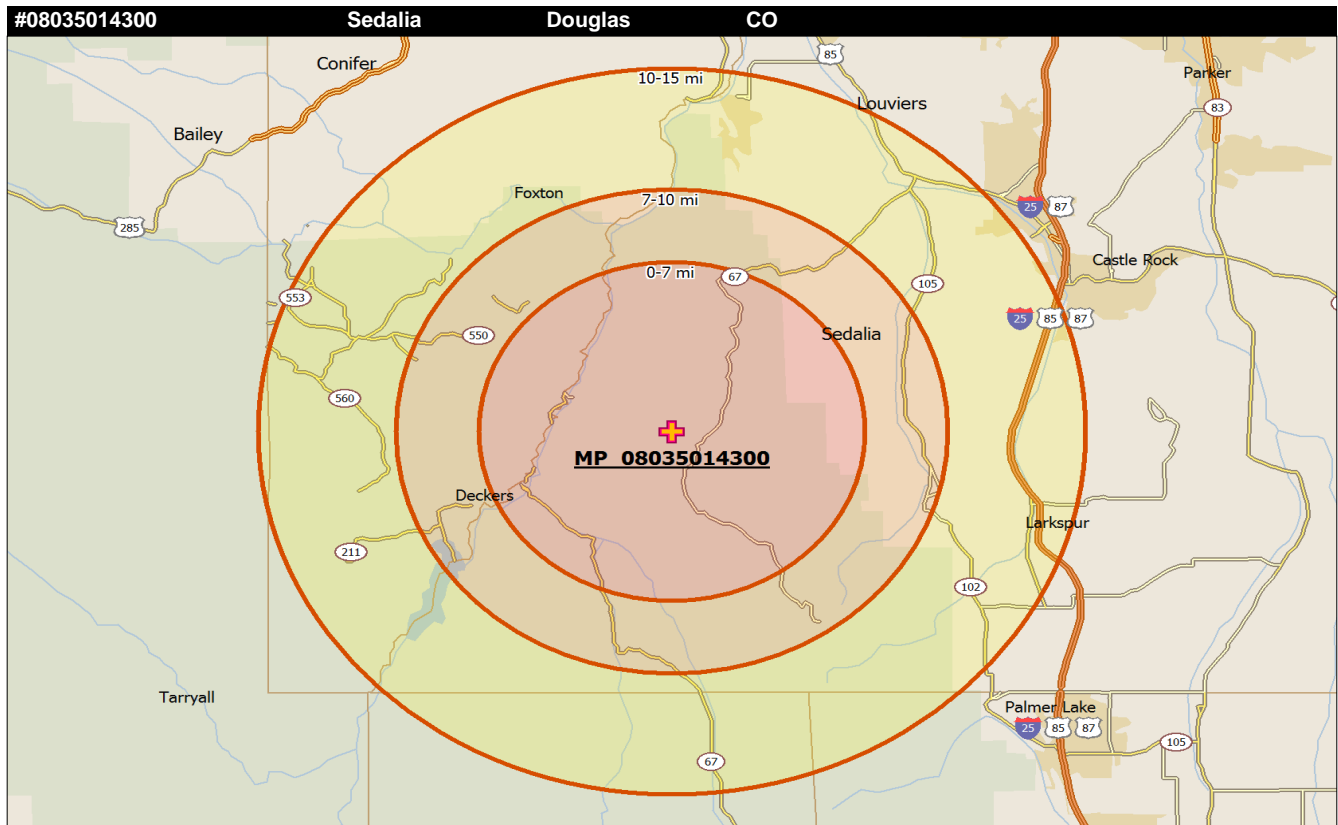 #08035014300 Sedalia Douglas CO
85
Conifer
10-15 mi
Parker
Louviers
83
Bailey
Foxton
7-10 mi
25 87
285
Castle Rock
0-7 mi
67
105
553
25 85 87
550
Sedalia
560
MP 08035014300
Deckers
Larkspur
211
102
Tarryall
Palmer Lake
25 85 87
105
67